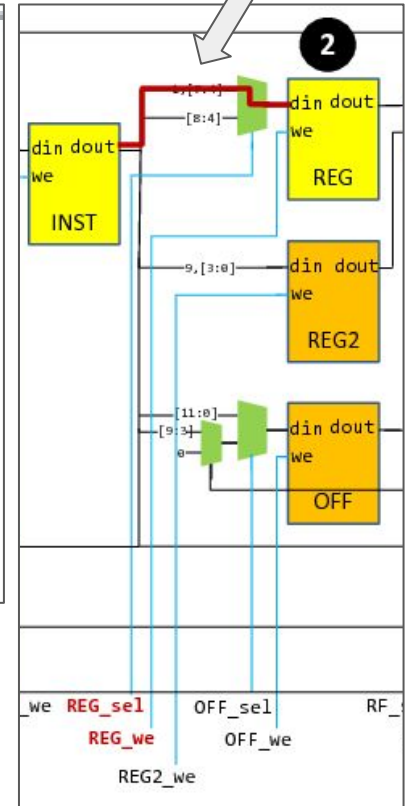 2
[8:4]
din dout
we
INST
din dout
we
REG
9,[3:0]
din dout
we
REG2
[11:0]
[9:3]
0
din dout
we
OFF
_we REG_sel OFF_sel RF_
REG_we OFF_we
REG2_we